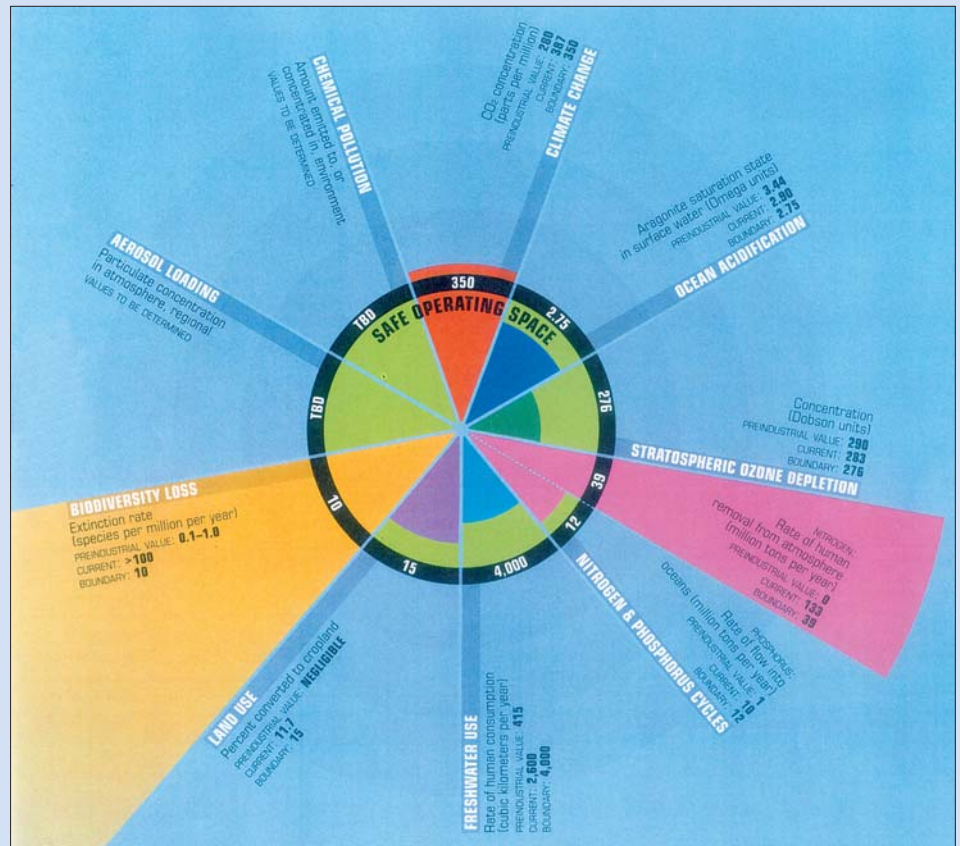 CLIMATE CHANGE
CO₂ concentration
(parts per million)
PREINDUSTRIAL VALUE: 280
CURRENT: 387
BOUNDARY: 350
OCEAN ACIDIFICATION
Aragonite saturation state
in surface water (Omega units)
PREINDUSTRIAL VALUE: 3.44
CURRENT: 2.90
BOUNDARY: 2.75
STRATOSPHERIC OZONE DEPLETION
Concentration
(Dobson units)
PREINDUSTRIAL VALUE: 290
CURRENT: 283
BOUNDARY: 276
NITROGEN & PHOSPHORUS CYCLES
NITROGEN:
Rate of human
removal from atmosphere
(million tons per year)
PREINDUSTRIAL VALUE: 0
CURRENT: 133
BOUNDARY: 39
PHOSPHORUS:
Rate of flow into
oceans (million tons per year)
PREINDUSTRIAL VALUE: 1
CURRENT: 10
BOUNDARY: 12
FRESHWATER USE
Rate of human consumption
(cubic kilometers per year)
PREINDUSTRIAL VALUE: 415
CURRENT: 2,600
BOUNDARY: 4,000
LAND USE
Percent converted to cropland
PREINDUSTRIAL VALUE: NEGLIGIBLE
CURRENT: 11.7
BOUNDARY: 15
BIODIVERSITY LOSS
Extinction rate
(species per million per year)
PREINDUSTRIAL VALUE: 0.1–1.0
CURRENT: >100
BOUNDARY: 10
AEROSOL LOADING
Particulate concentration
in atmosphere, regional
VALUES TO BE DETERMINED
CHEMICAL POLLUTION
Amount emitted to, or
concentrated in, environment
VALUES TO BE DETERMINED
SAFE OPERATING SPACE
350
2.75
276
39
12
4,000
15
10
TBD
TBD